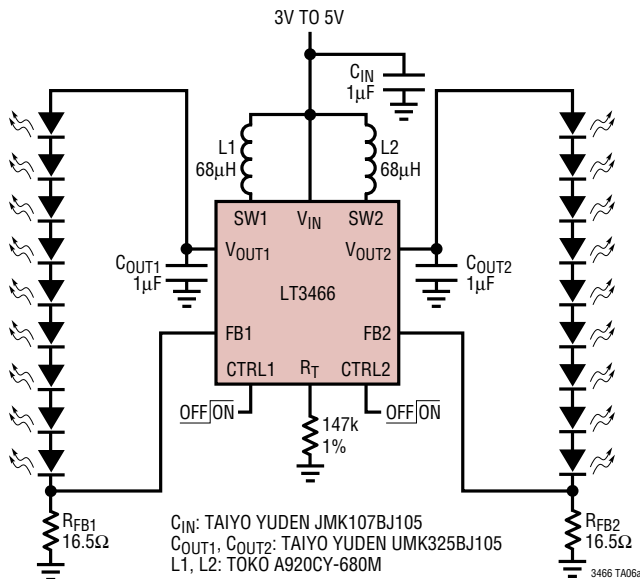 3V TO 5V
CIN
1µF
L1
68µH
L2
68µH
SW1
VIN
SW2
VOUT1
VOUT2
COUT1
1µF
COUT2
1µF
LT3466
FB1
FB2
CTRL1
RT
CTRL2
OFF ON
147k
1%
OFF ON
RFB1
16.5Ω
RFB2
16.5Ω
CIN: TAIYO YUDEN JMK107BJ105
COUT1, COUT2: TAIYO YUDEN UMK325BJ105
L1, L2: TOKO A920CY-680M
3466 TA06a